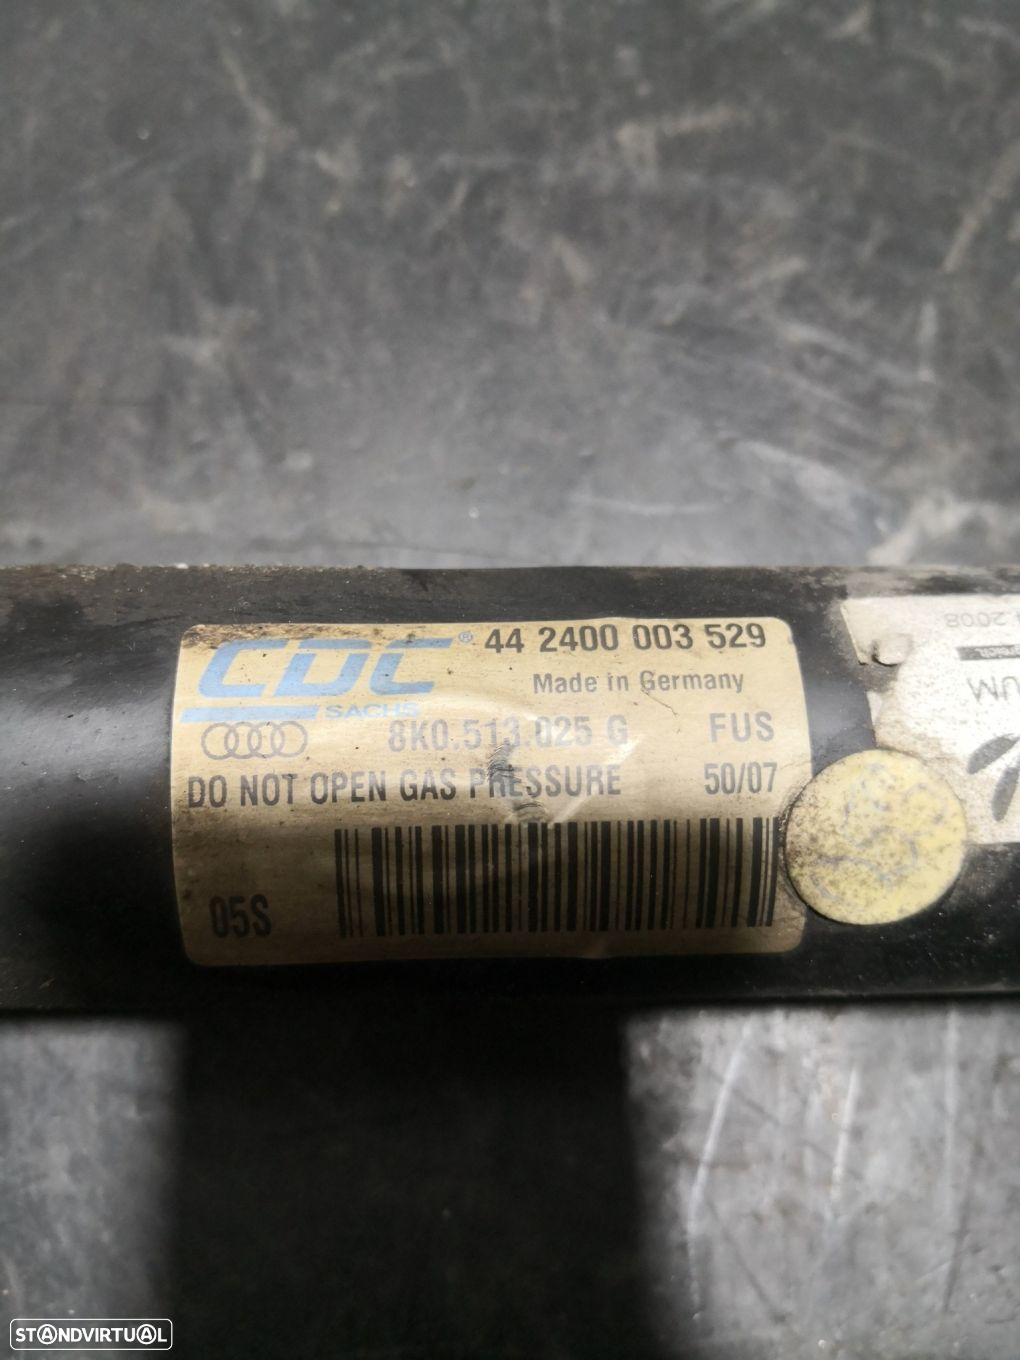 CDC® 44 2400 003 529
Made in Germany
SACHS
8K0.513.025 G FUS
DO NOT OPEN GAS PRESSURE 50/07
05S
2008
UM
STANDVIRTUAL